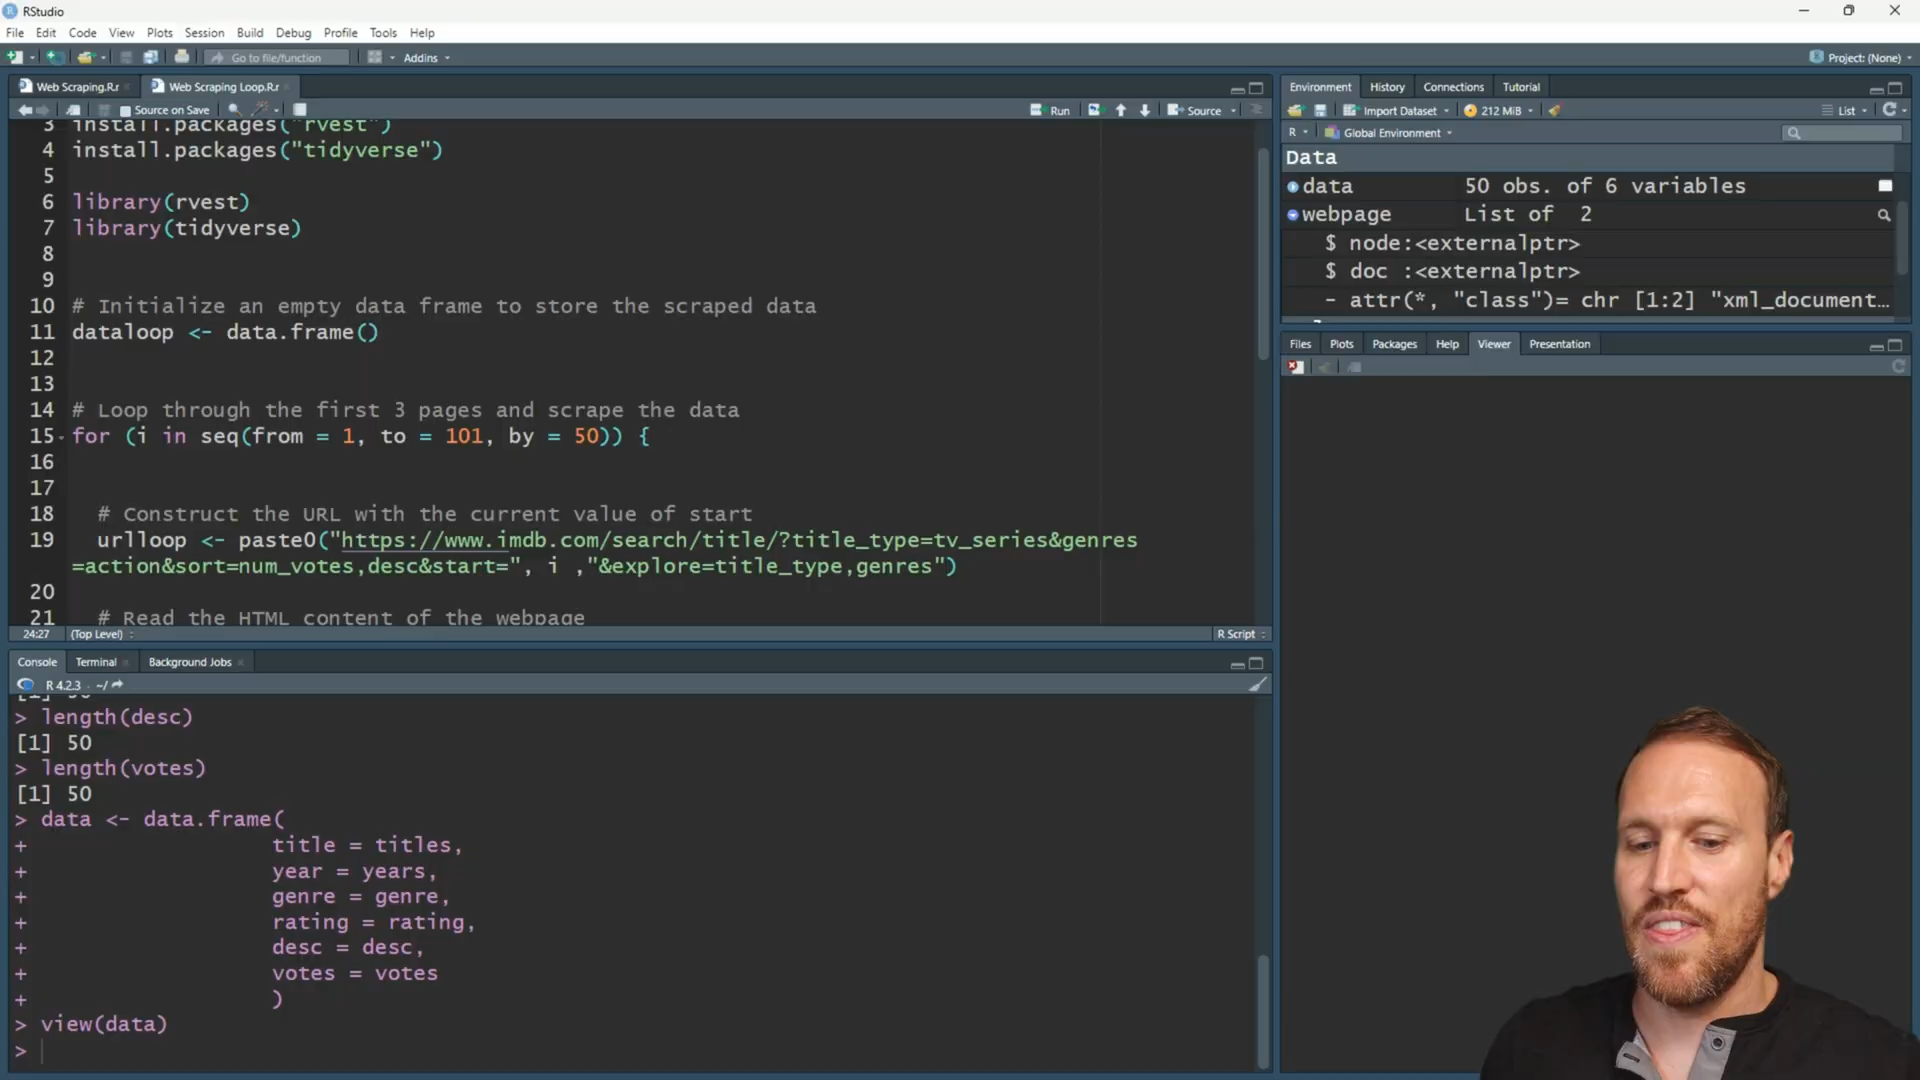 RStudio
File Edit Code View Plots Session Build Debug Profile Tools Help
Go to file/function Addins Project: (None)
Web Scraping.R.r Web Scraping Loop.R.r
Source on Save Run Source
3 install.packages("rvest")
4 install.packages("tidyverse")
5
6 library(rvest)
7 library(tidyverse)
8
9
10 # Initialize an empty data frame to store the scraped data
11 dataloop <- data.frame()
12
13
14 # Loop through the first 3 pages and scrape the data
15 for (i in seq(from = 1, to = 101, by = 50)) {
16
17
18 # Construct the URL with the current value of start
19 urlloop <- paste0("https://www.imdb.com/search/title/?title_type=tv_series&genres
=action&sort=num_votes,desc&start=", i ,"&explore=title_type,genres")
20
21 # Read the HTML content of the webpage
24:27 (Top Level) R Script
Console Terminal Background Jobs
R 4.2.3 · ~/
> length(desc)
[1] 50
> length(votes)
[1] 50
> data <- data.frame(
+ title = titles,
+ year = years,
+ genre = genre,
+ rating = rating,
+ desc = desc,
+ votes = votes
+ )
> view(data)
>
Environment History Connections Tutorial
Import Dataset 212 MiB List
R Global Environment
Data
data 50 obs. of 6 variables
webpage List of 2
$ node:<externalptr>
$ doc :<externalptr>
- attr(*, "class")= chr [1:2] "xml_document…
Files Plots Packages Help Viewer Presentation